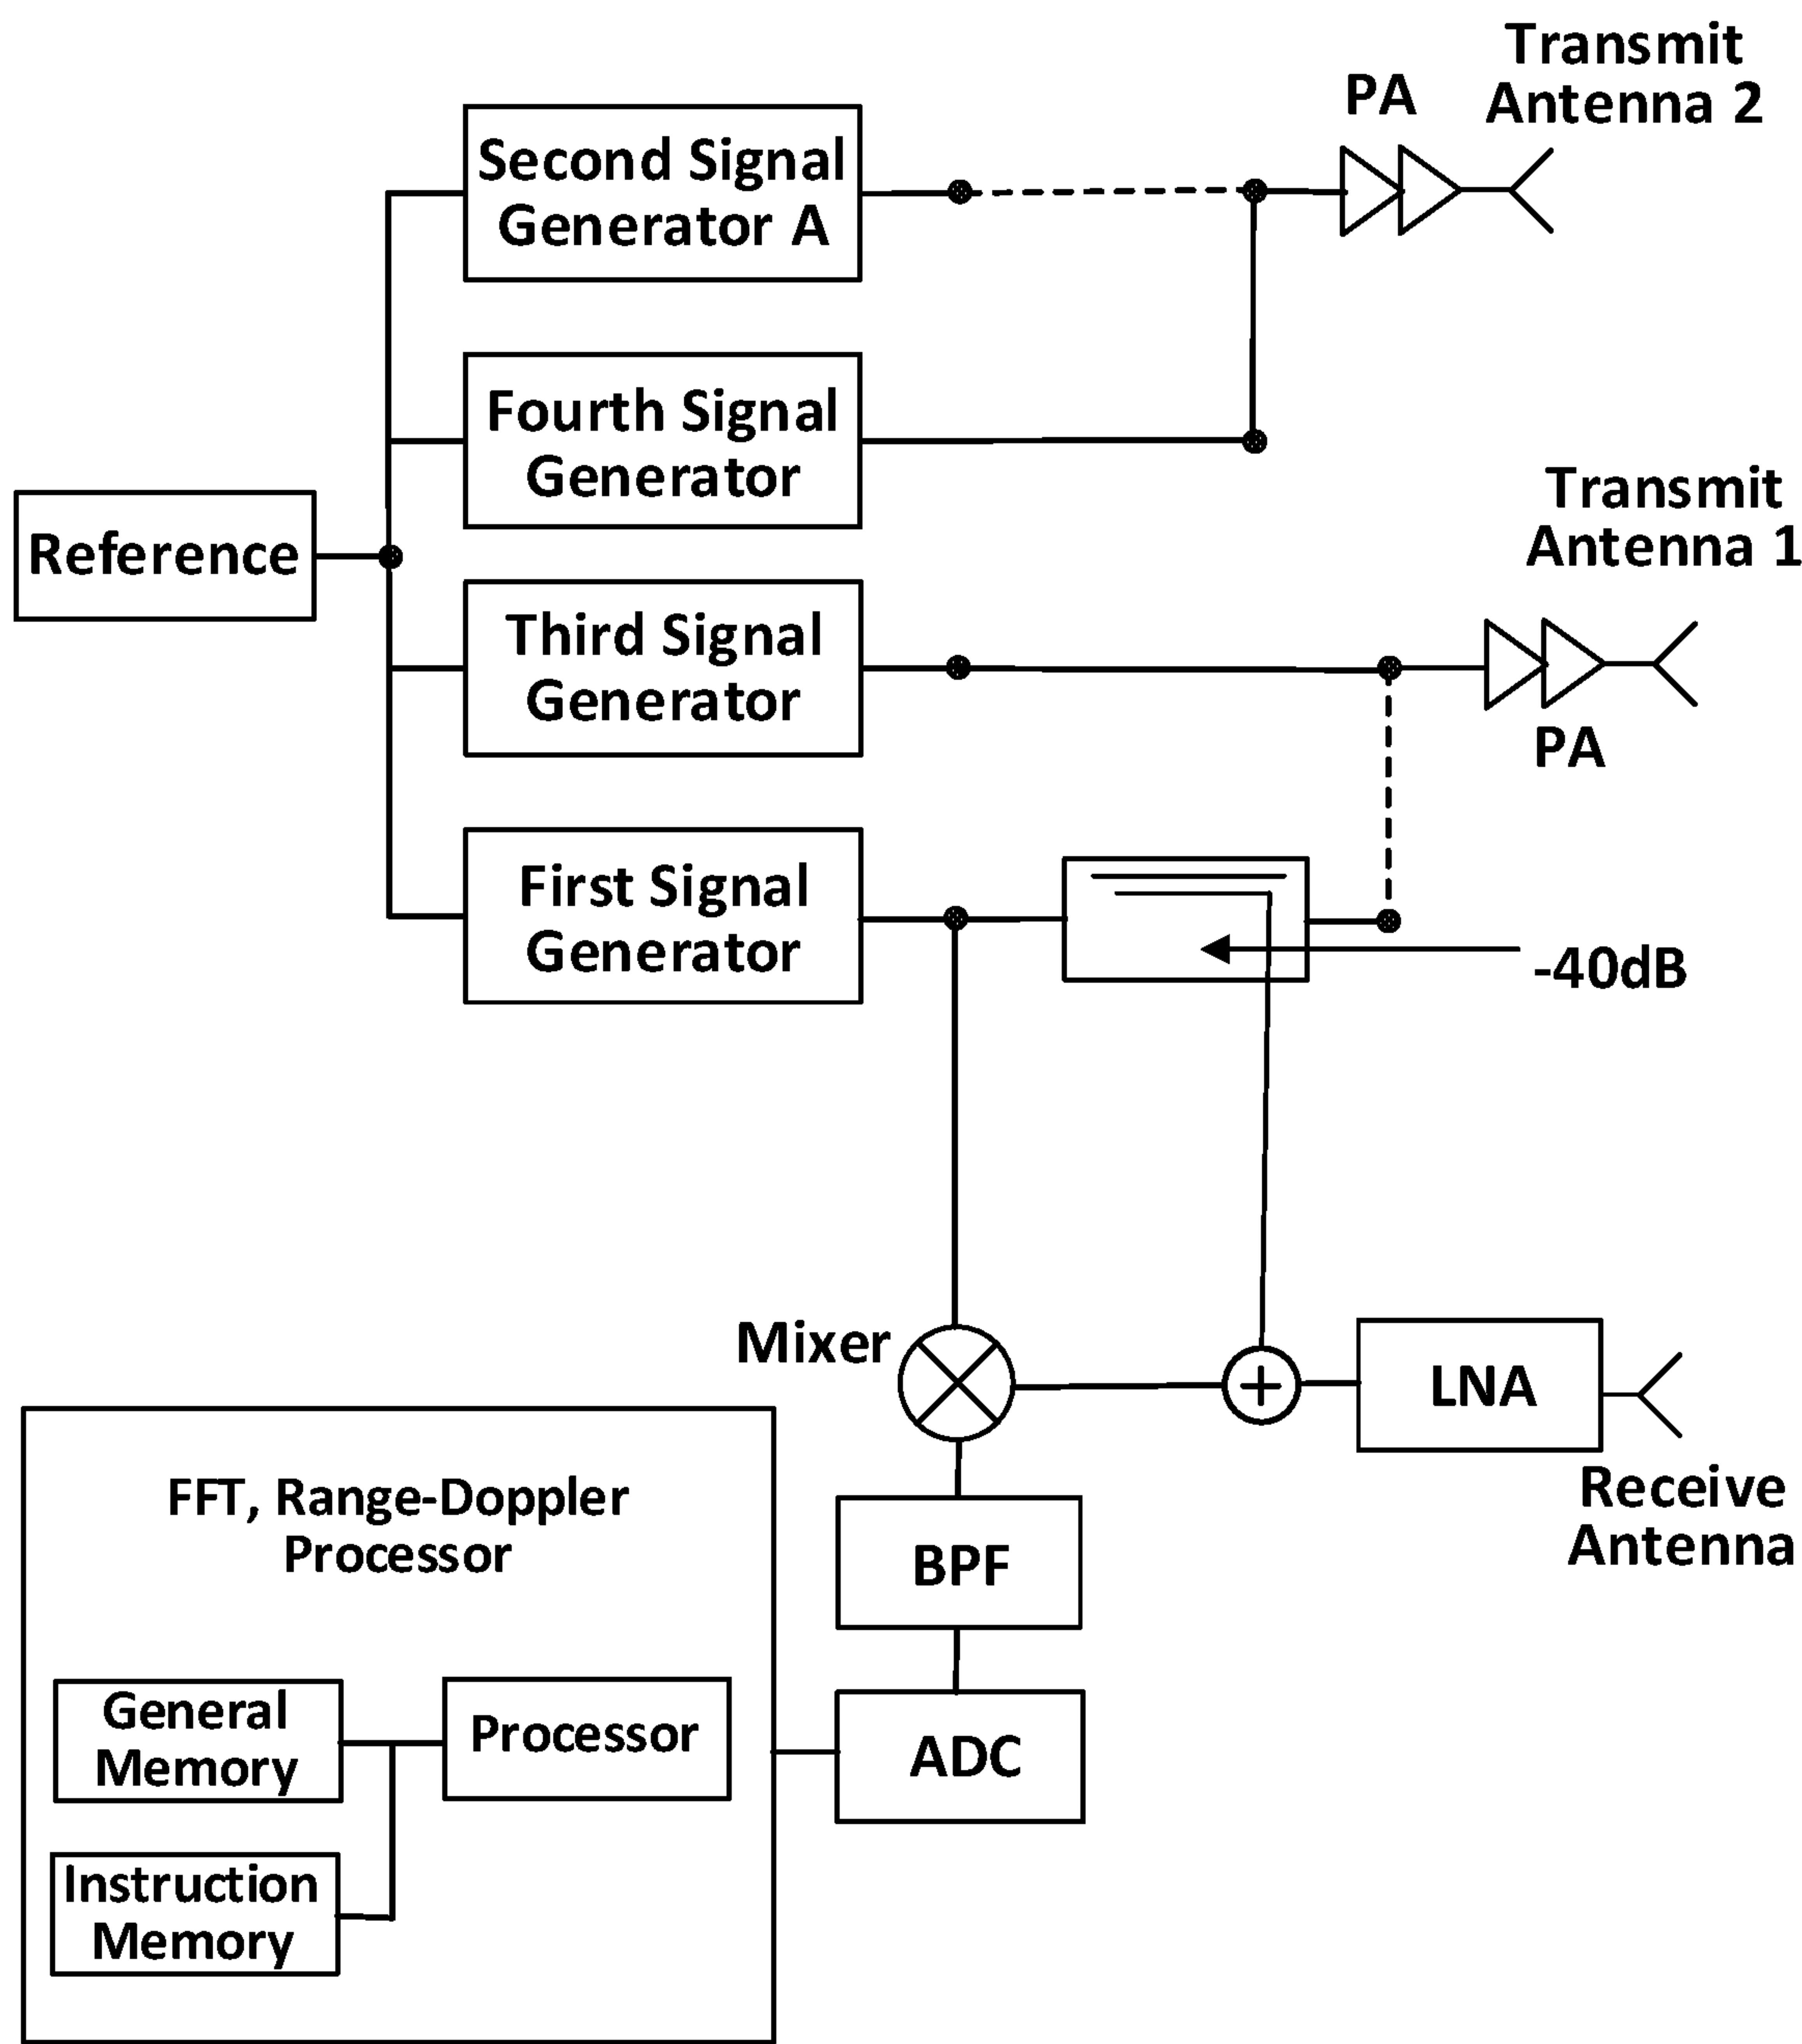 Transmit
Antenna 2
PA
Second Signal
Generator A
Fourth Signal
Generator
Transmit
Antenna 1
Reference
Third Signal
Generator
PA
First Signal
Generator
-40dB
Mixer
LNA
Receive
Antenna
FFT, Range-Doppler
Processor
BPF
General
Memory
Processor
ADC
Instruction
Memory